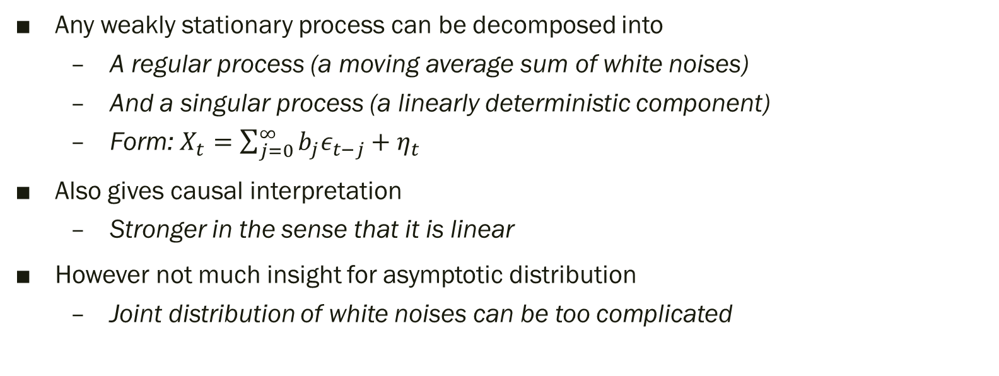 ■ Any weakly stationary process can be decomposed into
– A regular process (a moving average sum of white noises)
– And a singular process (a linearly deterministic component)
– Form: $X_t = \sum_{j=0}^{\infty} b_j \epsilon_{t-j} + \eta_t$
■ Also gives causal interpretation
– Stronger in the sense that it is linear
■ However not much insight for asymptotic distribution
– Joint distribution of white noises can be too complicated